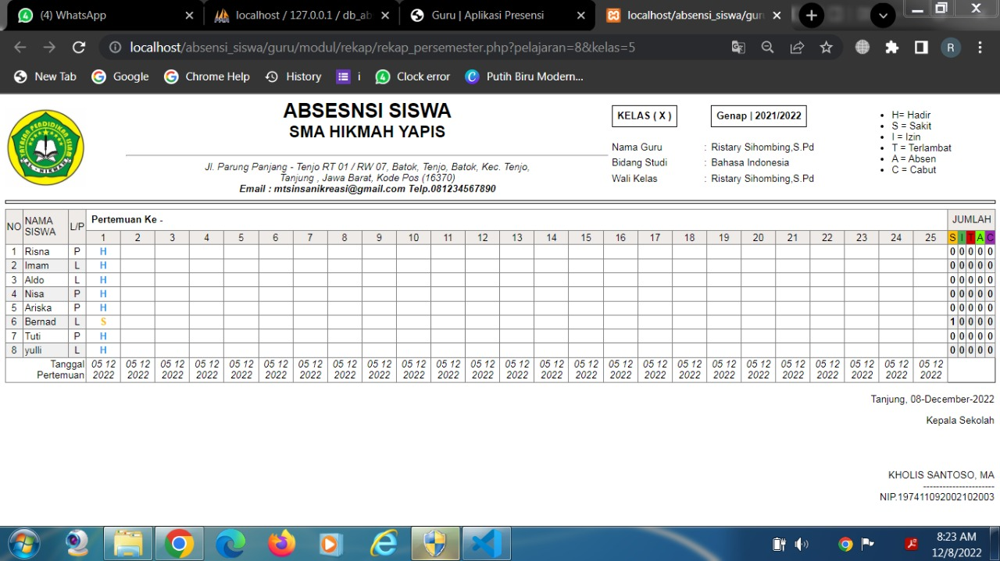 (4) WhatsApp
localhost / 127.0.0.1 / db_ab
Guru | Aplikasi Presensi
localhost/absensi_siswa/guru
localhost/absensi_siswa/guru/modul/rekap/rekap_persemester.php?pelajaran=8&kelas=5
R
New Tab
Google
Chrome Help
History
i
Clock error
Putih Biru Modern...
ABSESNSI SISWA
SMA HIKMAH YAPIS
Jl. Parung Panjang - Tenjo RT 01 / RW 07, Batok, Tenjo, Batok, Kec. Tenjo,
Tanjung , Jawa Barat, Kode Pos (16370)
Email : mtsinsanikreasi@gmail.com Telp.081234567890
YAYASAN PENDIDIKAN ISLAM
AL - HIKMAH
KELAS ( X )
Genap | 2021/2022
Nama Guru : Ristary Sihombing,S.Pd
Bidang Studi : Bahasa Indonesia
Wali Kelas : Ristary Sihombing,S.Pd
• H= Hadir
• S = Sakit
• I = Izin
• T = Terlambat
• A = Absen
• C = Cabut
NO NAMA SISWA L/P Pertemuan Ke - JUMLAH
1 2 3 4 5 6 7 8 9 10 11 12 13 14 15 16 17 18 19 20 21 22 23 24 25 S I T A C
1 Risna P H 0 0 0 0 0
2 Imam L H 0 0 0 0 0
3 Aldo L H 0 0 0 0 0
4 Nisa P H 0 0 0 0 0
5 Ariska P H 0 0 0 0 0
6 Bernad L S 1 0 0 0 0
7 Tuti P H 0 0 0 0 0
8 yulli L H 0 0 0 0 0
Tanggal 05 12 05 12 05 12 05 12 05 12 05 12 05 12 05 12 05 12 05 12 05 12 05 12 05 12 05 12 05 12 05 12 05 12 05 12 05 12 05 12 05 12 05 12 05 12 05 12 05 12
Pertemuan 2022 2022 2022 2022 2022 2022 2022 2022 2022 2022 2022 2022 2022 2022 2022 2022 2022 2022 2022 2022 2022 2022 2022 2022 2022
Tanjung, 08-December-2022
Kepala Sekolah
KHOLIS SANTOSO, MA
----------------------
NIP.197411092002102003
8:23 AM
12/8/2022